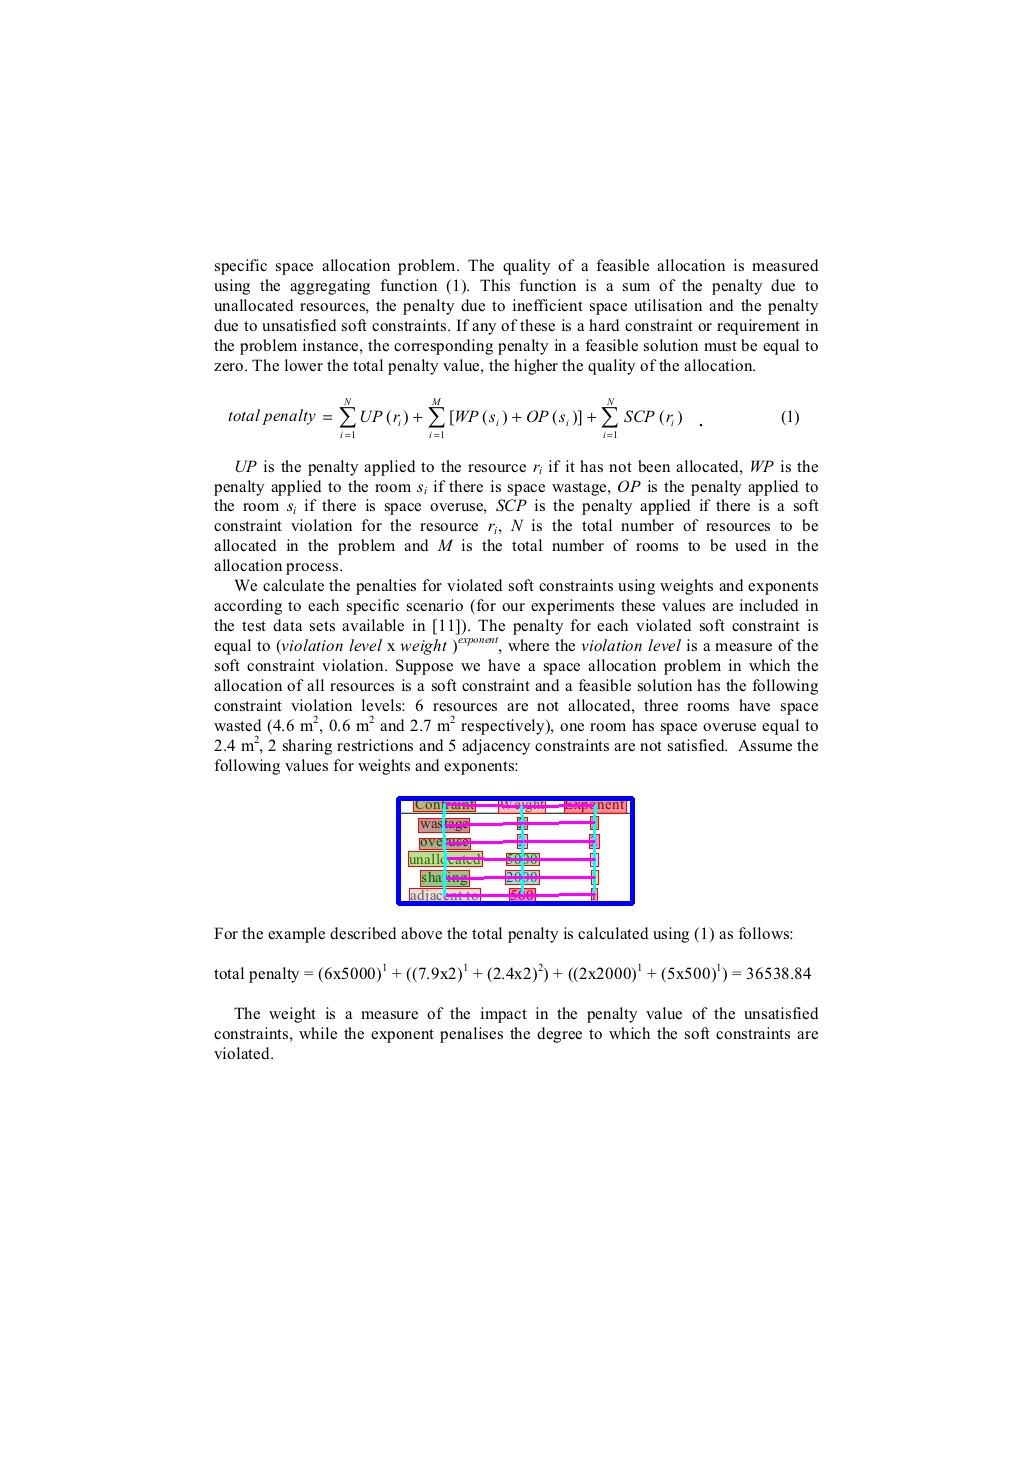 specific space allocation problem. The quality of a feasible allocation is measured
using the aggregating function (1). This function is a sum of the penalty due to
unallocated resources, the penalty due to inefficient space utilisation and the penalty
due to unsatisfied soft constraints. If any of these is a hard constraint or requirement in
the problem instance, the corresponding penalty in a feasible solution must be equal to
zero. The lower the total penalty value, the higher the quality of the allocation.
total penalty = ∑_{i=1}^{N} UP (r_i) + ∑_{i=1}^{M} [WP (s_i) + OP (s_i)] + ∑_{i=1}^{N} SCP (r_i) . (1)
UP is the penalty applied to the resource r_i if it has not been allocated, WP is the
penalty applied to the room s_i if there is space wastage, OP is the penalty applied to
the room s_i if there is space overuse, SCP is the penalty applied if there is a soft
constraint violation for the resource r_i, N is the total number of resources to be
allocated in the problem and M is the total number of rooms to be used in the
allocation process.
We calculate the penalties for violated soft constraints using weights and exponents
according to each specific scenario (for our experiments these values are included in
the test data sets available in [11]). The penalty for each violated soft constraint is
equal to (violation level x weight )^exponent, where the violation level is a measure of the
soft constraint violation. Suppose we have a space allocation problem in which the
allocation of all resources is a soft constraint and a feasible solution has the following
constraint violation levels: 6 resources are not allocated, three rooms have space
wasted (4.6 m², 0.6 m² and 2.7 m² respectively), one room has space overuse equal to
2.4 m², 2 sharing restrictions and 5 adjacency constraints are not satisfied. Assume the
following values for weights and exponents:
Weight Exponent
wastage
overuse
unallocated 5000
sharing 2000
adjacent to 500
For the example described above the total penalty is calculated using (1) as follows:
total penalty = (6x5000)¹ + ((7.9x2)¹ + (2.4x2)²) + ((2x2000)¹ + (5x500)¹) = 36538.84
The weight is a measure of the impact in the penalty value of the unsatisfied
constraints, while the exponent penalises the degree to which the soft constraints are
violated.